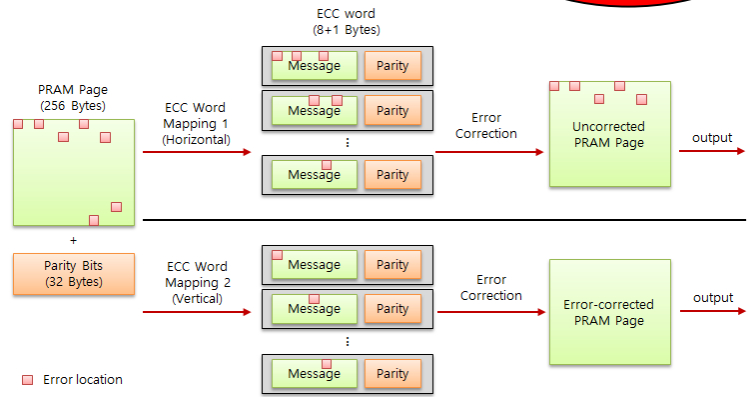 ECC word
(8+1 Bytes)
PRAM Page
(256 Bytes)
ECC Word
Mapping 1
(Horizontal)
Message Parity
Message Parity
⋮
Message Parity
Error
Correction
Uncorrected
PRAM Page
output
+
Parity Bits
(32 Bytes)
ECC Word
Mapping 2
(Vertical)
Message Parity
Message Parity
⋮
Message Parity
Error
Correction
Error-corrected
PRAM Page
output
Error location